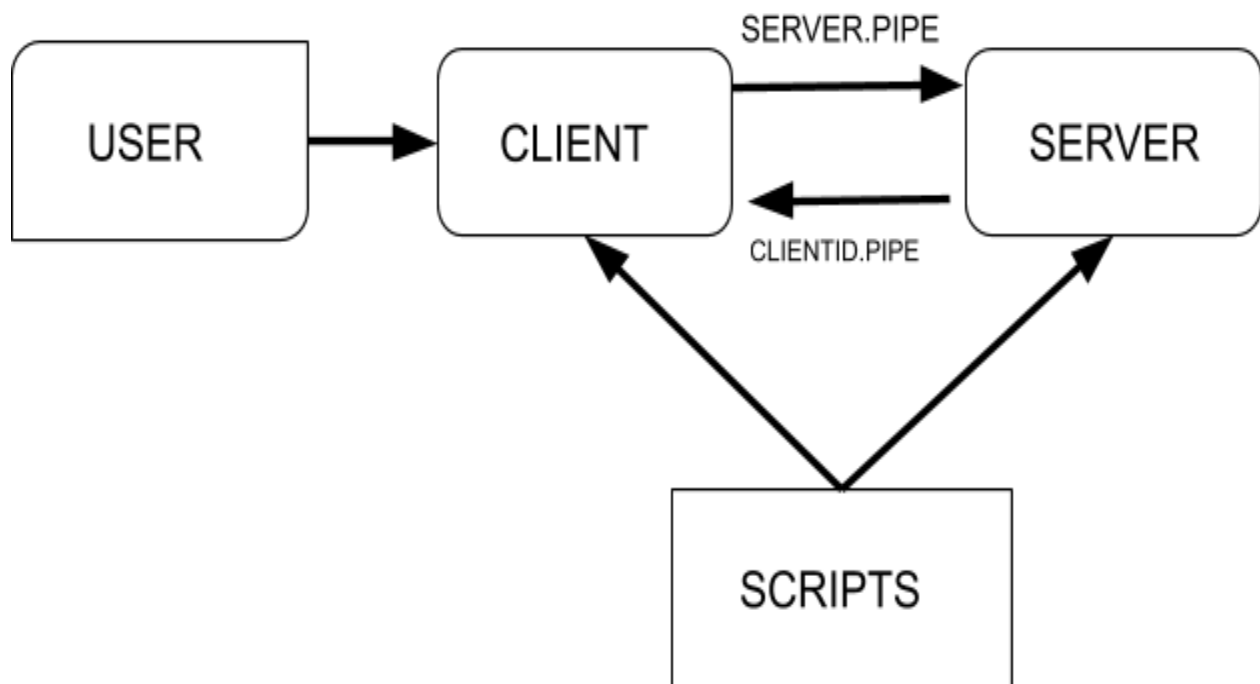 SERVER.PIPE
USER
CLIENT
SERVER
CLIENTID.PIPE
SCRIPTS